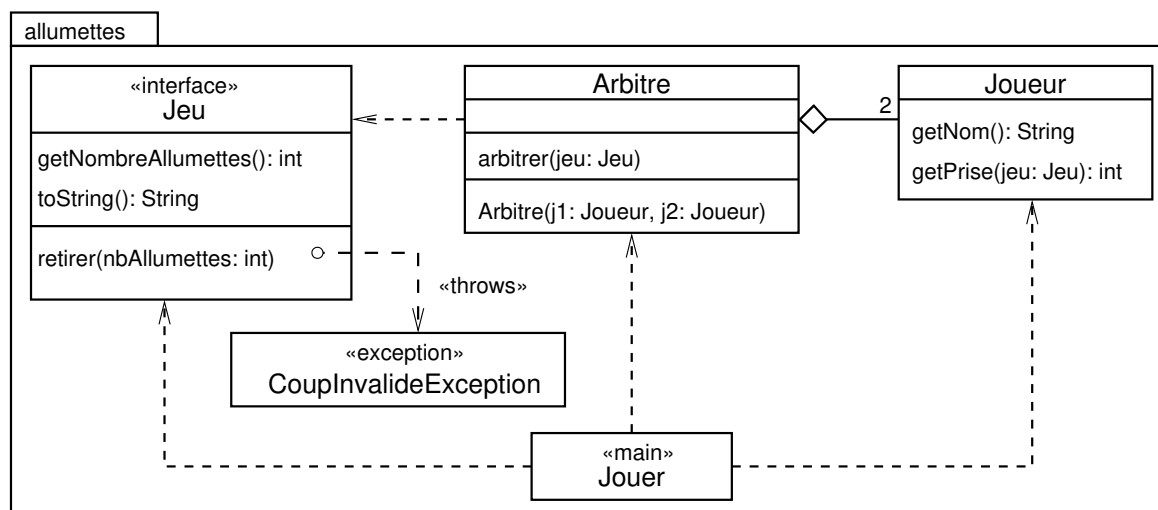 allumettes
«interface»
Jeu
getNombreAllumettes(): int
toString(): String
retirer(nbAllumettes: int)
«throws»
«exception»
CoupInvalideException
Arbitre
arbitrer(jeu: Jeu)
Arbitre(j1: Joueur, j2: Joueur)
2
Joueur
getNom(): String
getPrise(jeu: Jeu): int
«main»
Jouer